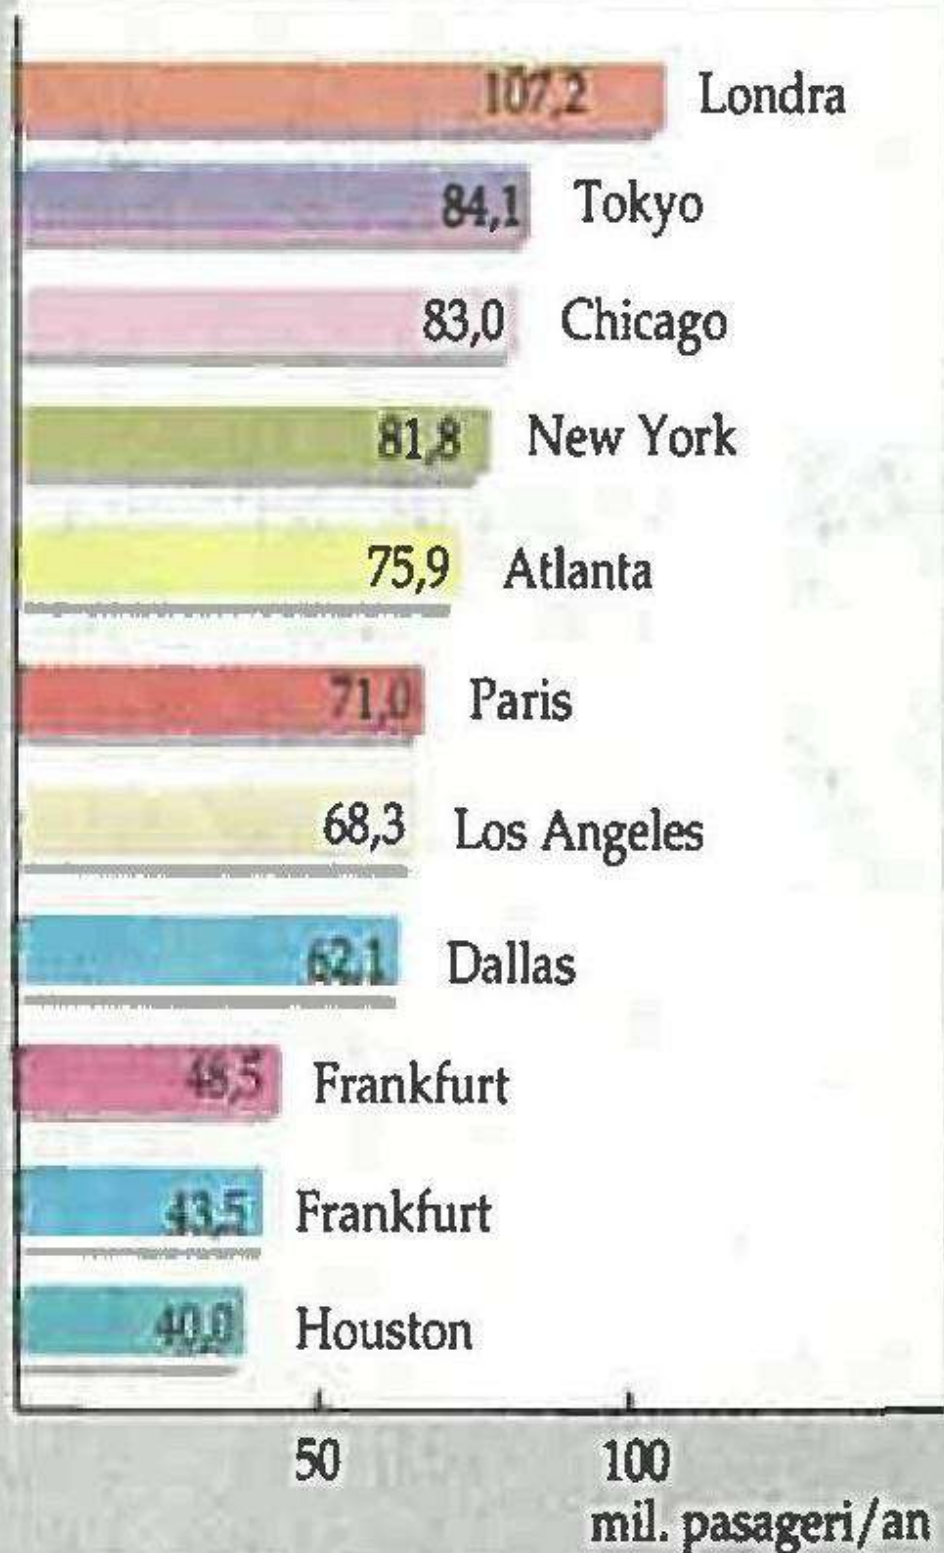 107,2 Londra
84,1 Tokyo
83,0 Chicago
81,8 New York
75,9 Atlanta
71,0 Paris
68,3 Los Angeles
62,1 Dallas
48,5 Frankfurt
43,5 Frankfurt
40,0 Houston
50 100
mil. pasageri/an